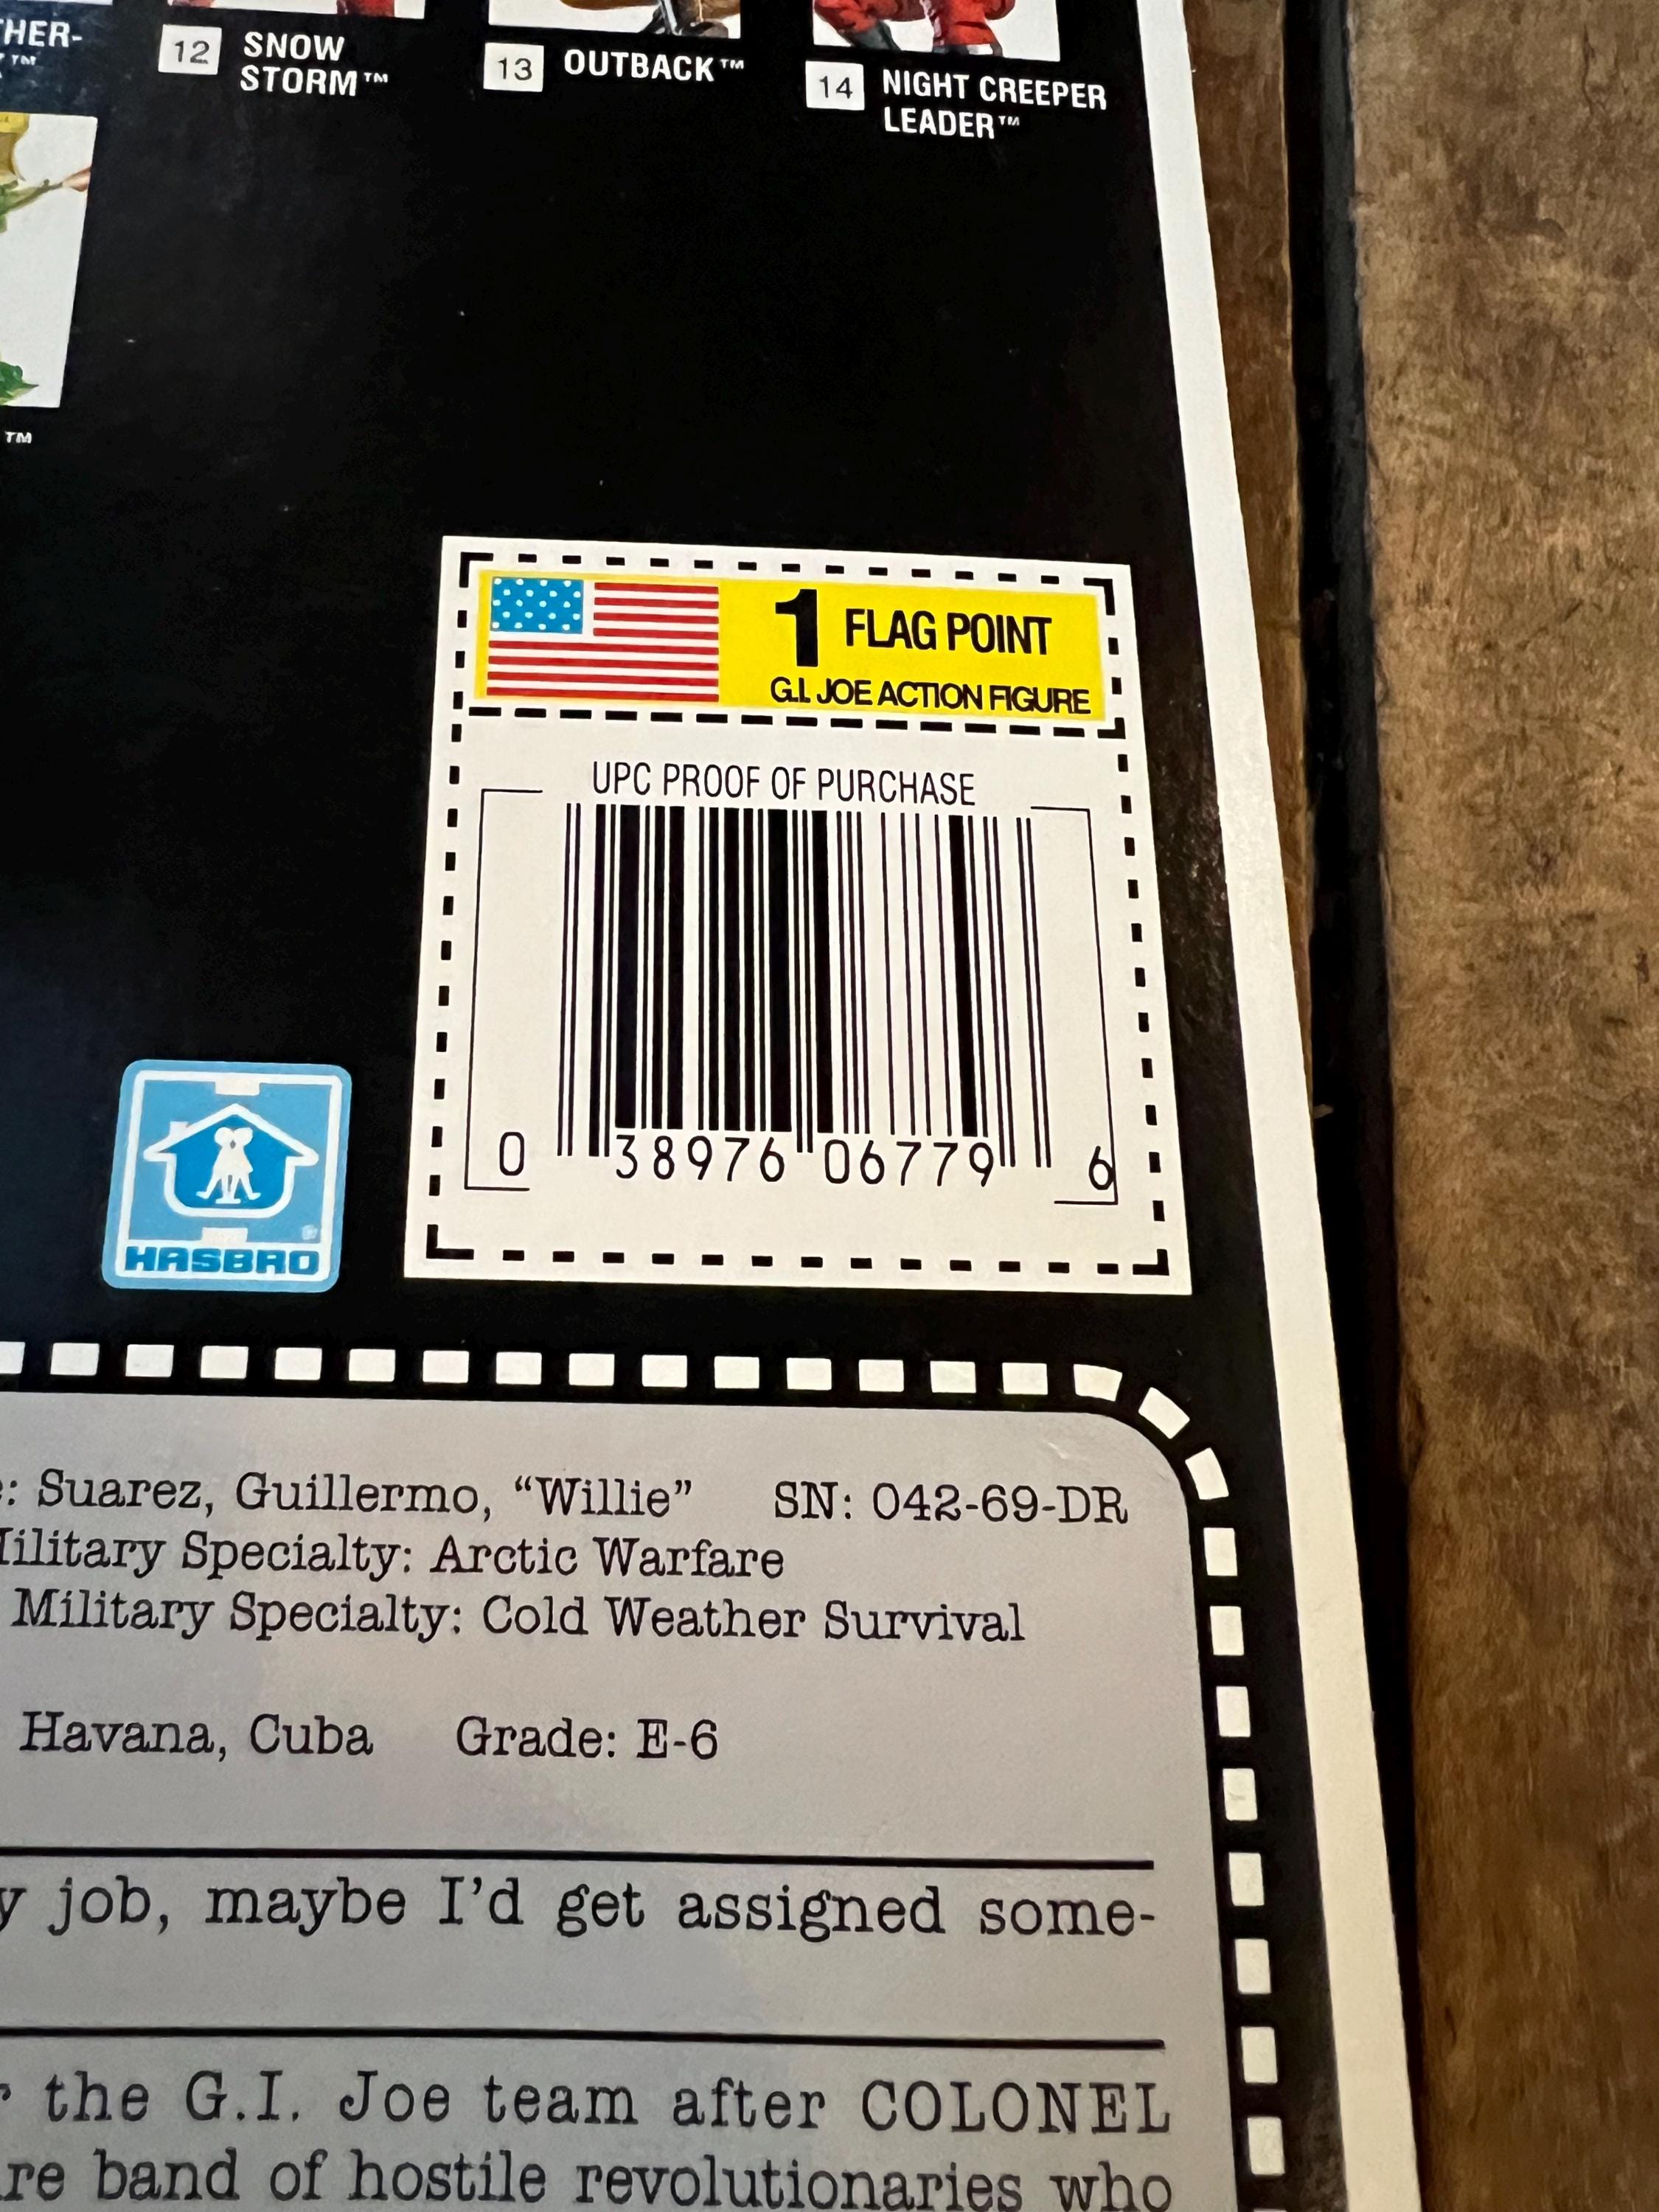 12 SNOW STORM™
13 OUTBACK™
14 NIGHT CREEPER LEADER™
TM
1 FLAG POINT
G.I. JOE ACTION FIGURE
UPC PROOF OF PURCHASE
0 38976 06779 6
HASBRO ®
: Suarez, Guillermo, “Willie” SN: 042-69-DR
Military Specialty: Arctic Warfare
Military Specialty: Cold Weather Survival
Havana, Cuba Grade: E-6
y job, maybe I’d get assigned some-
the G.I. Joe team after COLONEL
re band of hostile revolutionaries who